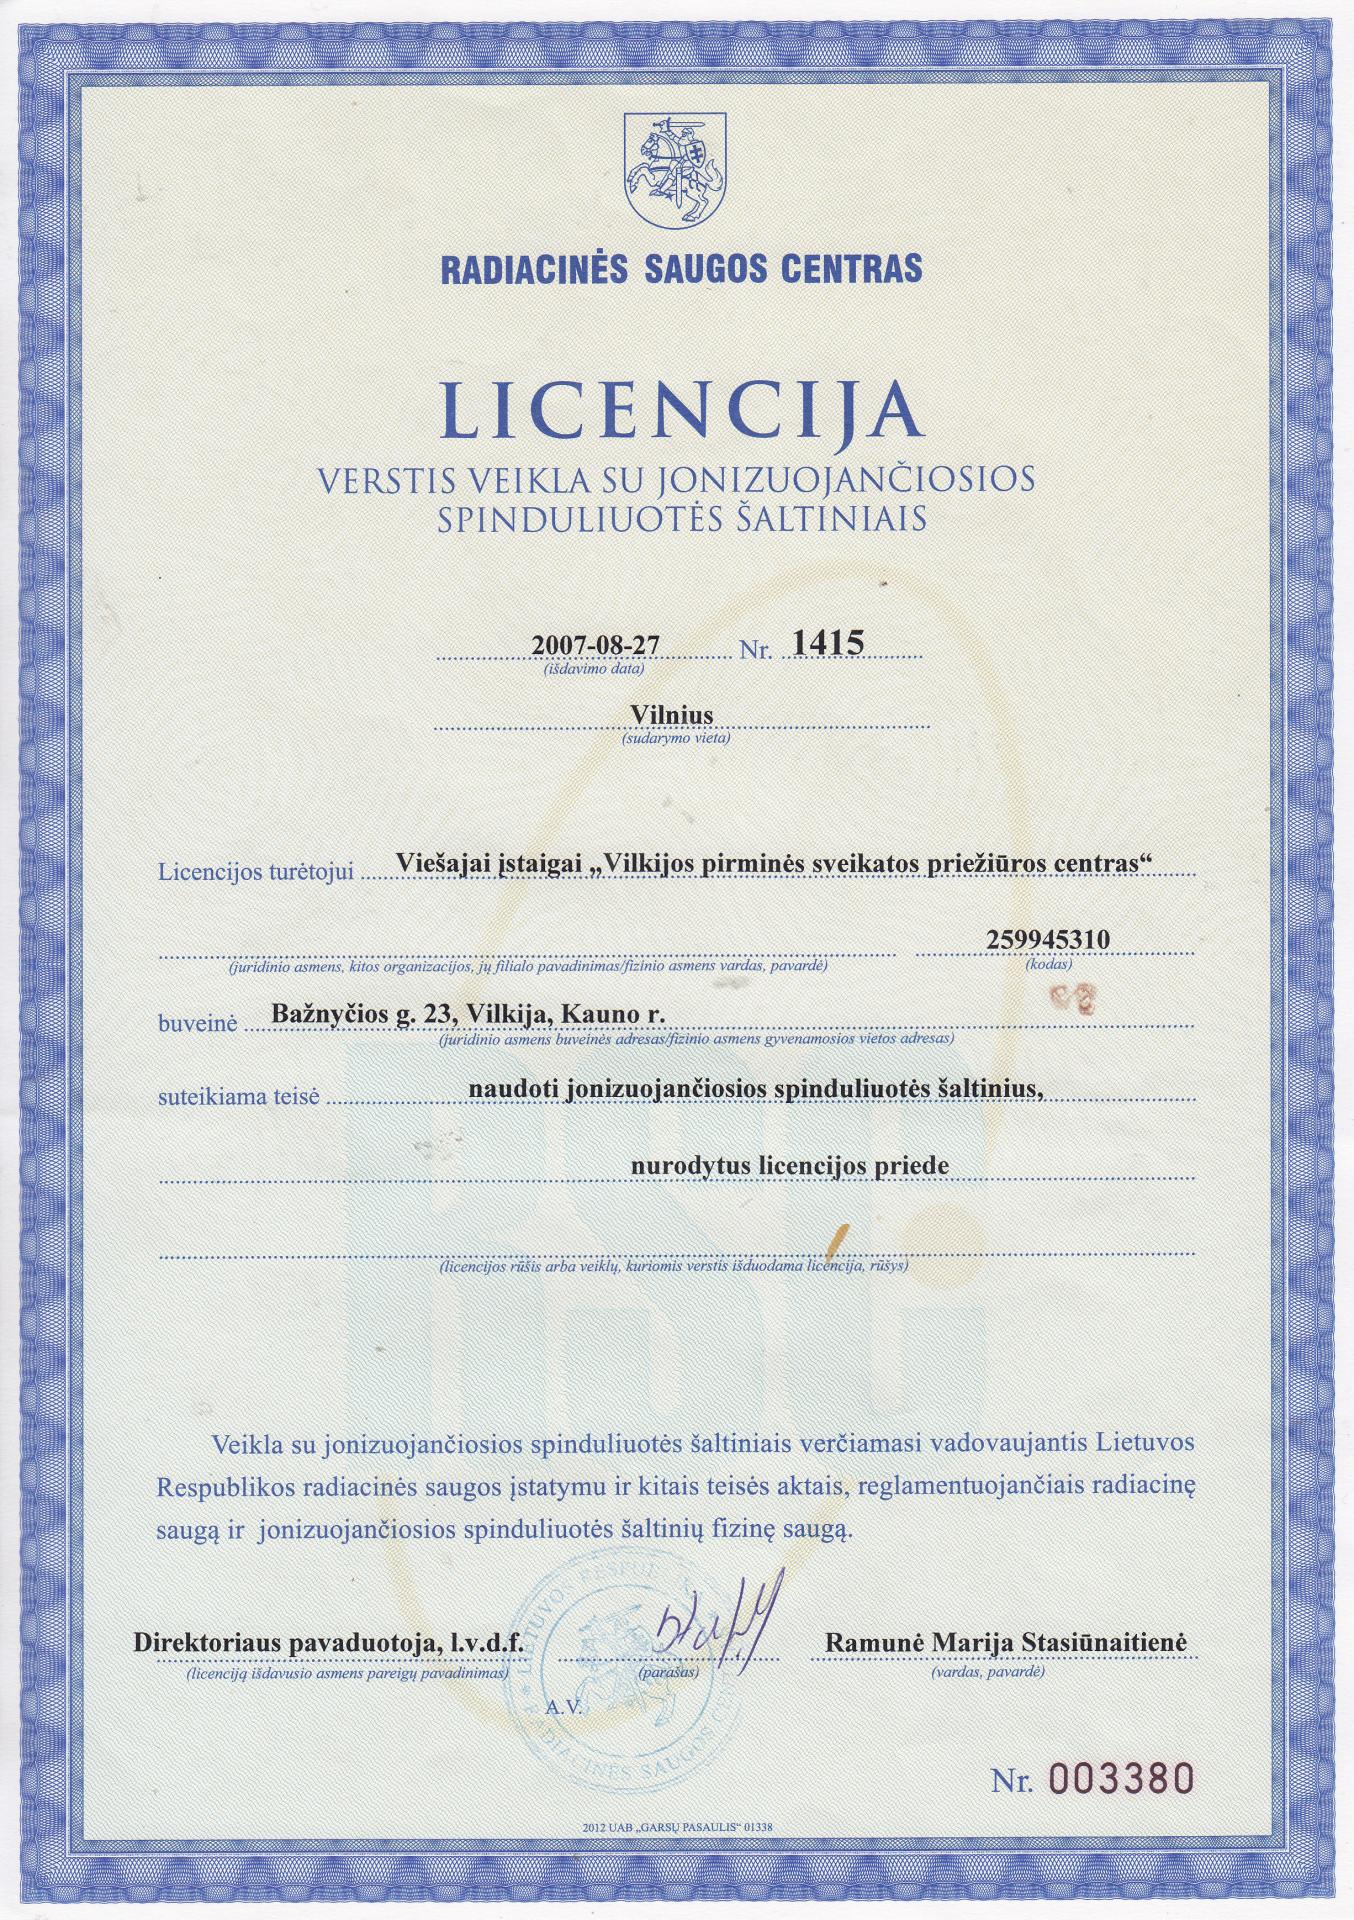 RADIACINĖS SAUGOS CENTRAS
LICENCIJA
VERSTIS VEIKLA SU JONIZUOJANČIOSIOS
SPINDULIUOTĖS ŠALTINIAIS
2007-08-27 Nr. 1415
(išdavimo data)
Vilnius
(sudarymo vieta)
Licencijos turėtojui Viešajai įstaigai „Vilkijos pirminės sveikatos priežiūros centras“
259945310
(juridinio asmens, kitos organizacijos, jų filialo pavadinimas/fizinio asmens vardas, pavardė) (kodas)
buveinė Bažnyčios g. 23, Vilkija, Kauno r.
(juridinio asmens buveinės adresas/fizinio asmens gyvenamosios vietos adresas)
suteikiama teisė naudoti jonizuojančiosios spinduliuotės šaltinius,
nurodytus licencijos priede
(licencijos rūšis arba veiklų, kuriomis verstis išduodama licencija, rūšys)
RSC
Veikla su jonizuojančiosios spinduliuotės šaltiniais verčiamasi vadovaujantis Lietuvos
Respublikos radiacinės saugos įstatymu ir kitais teisės aktais, reglamentuojančiais radiacinę
saugą ir jonizuojančiosios spinduliuotės šaltinių fizinę saugą.
Direktoriaus pavaduotoja, l.v.d.f. Ramunė Marija Stasiūnaitienė
(licenciją išdavusio asmens pareigų pavadinimas) (parašas) (vardas, pavardė)
A.V.
LIETUVOS
RADIACINĖS SAUGOS
Nr. 003380
2012 UAB „GARSŲ PASAULIS“ 01338